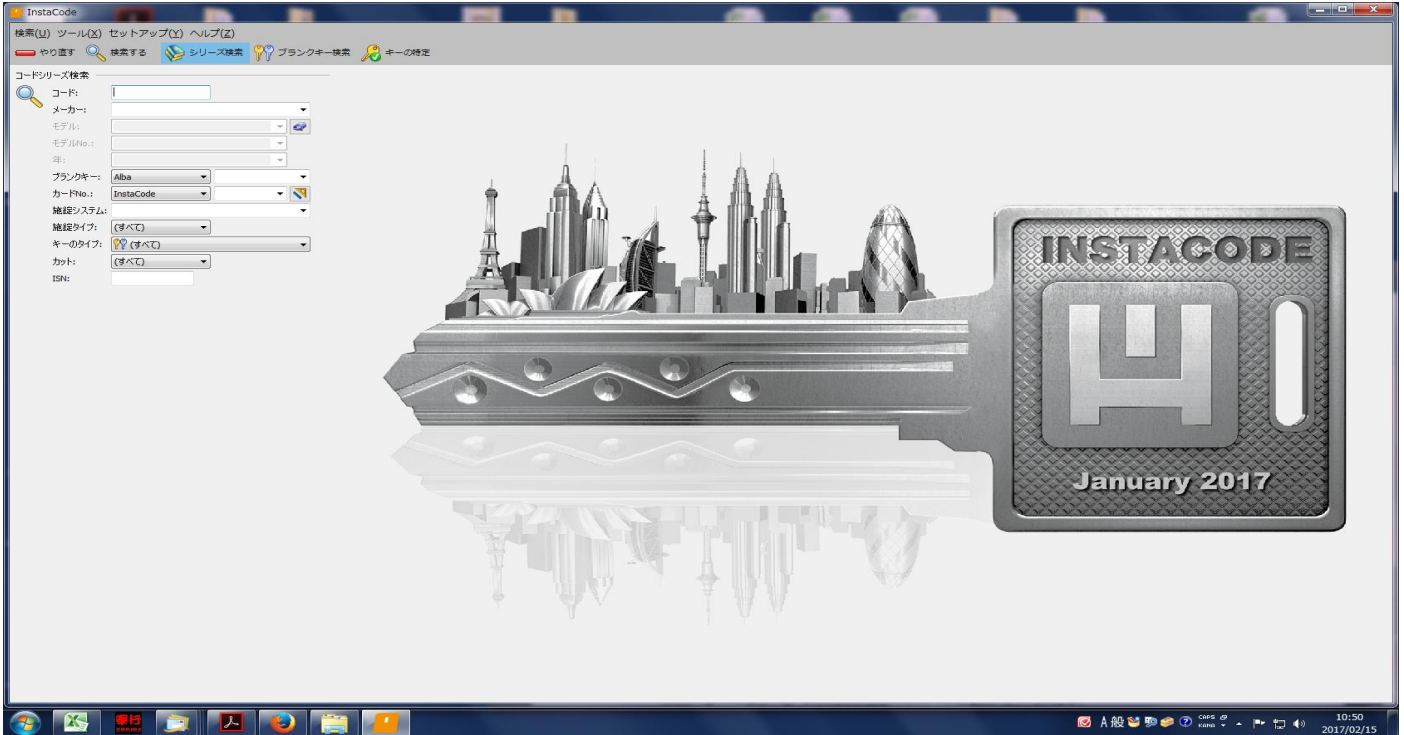 InstaCode
検索(U) ツール(X) セットアップ(Y) ヘルプ(Z)
やり直す 検索する シリーズ検索 ブランクキー検索 キーの特定
コードシリーズ検索
コード:
メーカー:
モデル:
モデルNo.:
年:
ブランクキー: Alba
カードNo.: InstaCode
施錠システム:
施錠タイプ: (すべて)
キーのタイプ: (すべて)
カット: (すべて)
ISN:
INSTACODE
January 2017
奉行
A 般 CAPS KANA 10:50
2017/02/15